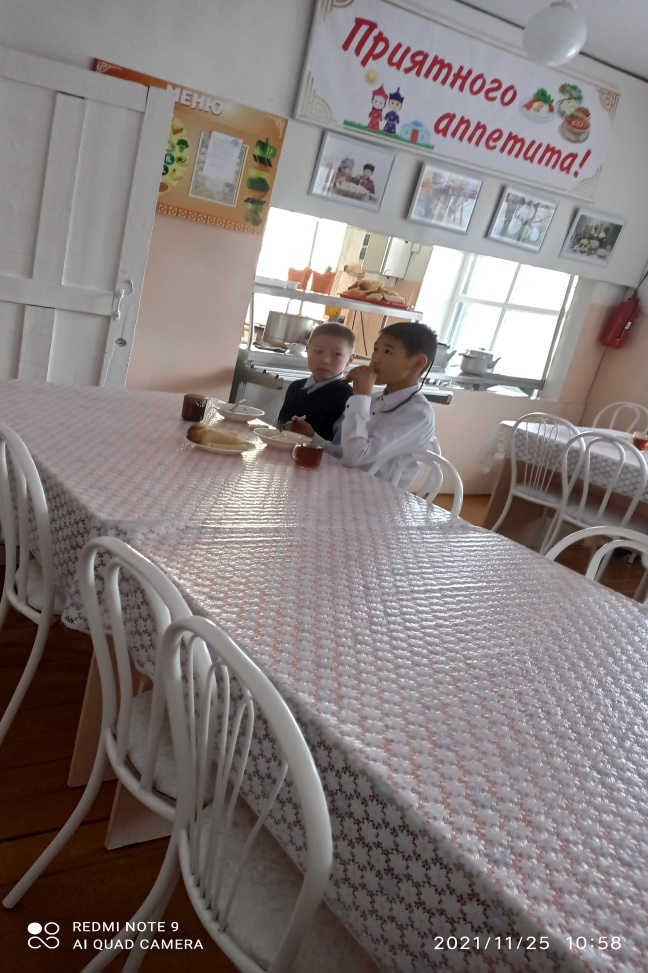 Приятного
аппетита!
МЕНЮ
REDMI NOTE 9
AI QUAD CAMERA
2021/11/25 10:58